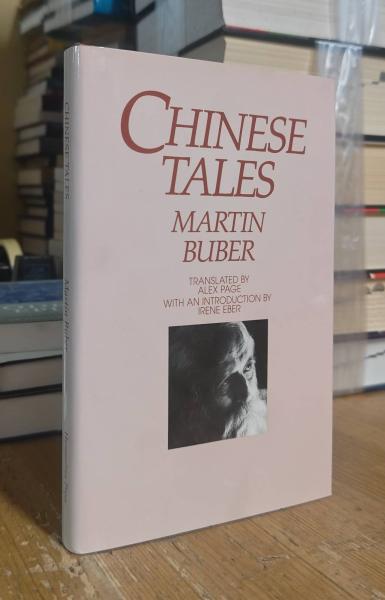 CHINESE
TALES
MARTIN
BUBER
TRANSLATED BY
ALEX PAGE
WITH AN INTRODUCTION BY
IRENE EBER
CHINESE TALES
Martin Buber